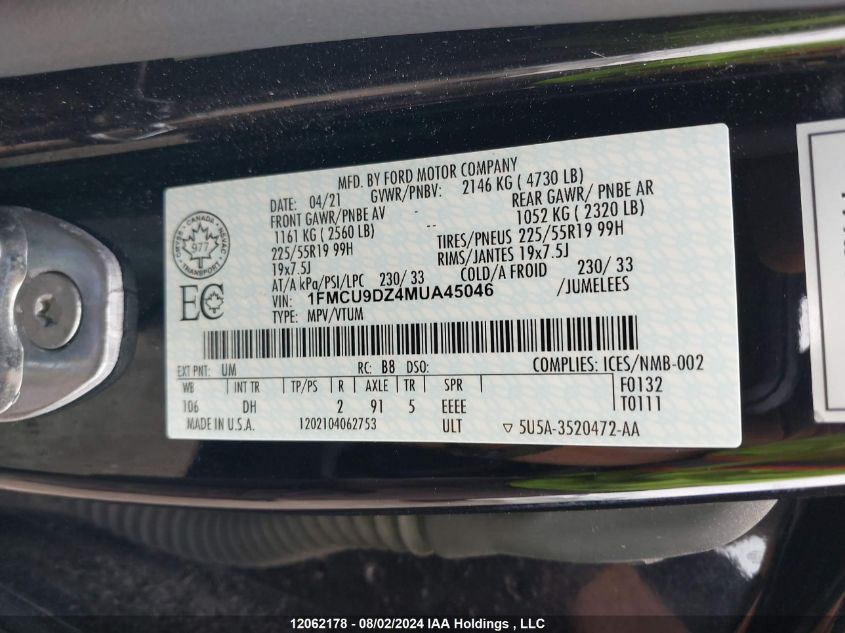 MFD. BY FORD MOTOR COMPANY
DATE: 04/21 GVWR/PNBV: 2146 KG ( 4730 LB)
FRONT GAWR/PNBE AV REAR GAWR/ PNBE AR
1161 KG ( 2560 LB) -- 1052 KG ( 2320 LB)
225/55R19 99H TIRES/PNEUS 225/55R19 99H
19x7.5J RIMS/JANTES 19x7.5J
AT/A kPa/PSI/LPC 230/ 33 COLD/A FROID 230/ 33
VIN: 1FMCU9DZ4MUA45046 /JUMELEES
TYPE: MPV/VTUM
CANADA
977
TRANSPORT
EC
EXT PNT: UM RC: B8 DSO: COMPLIES: ICES/NMB-002
WB INT TR TP/PS R AXLE TR SPR F0132
106 DH 2 91 5 EEEE T0111
MADE IN U.S.A. 1202104062753 ULT ▽ 5U5A-3520472-AA
12062178 - 08/02/2024 IAA Holdings , LLC